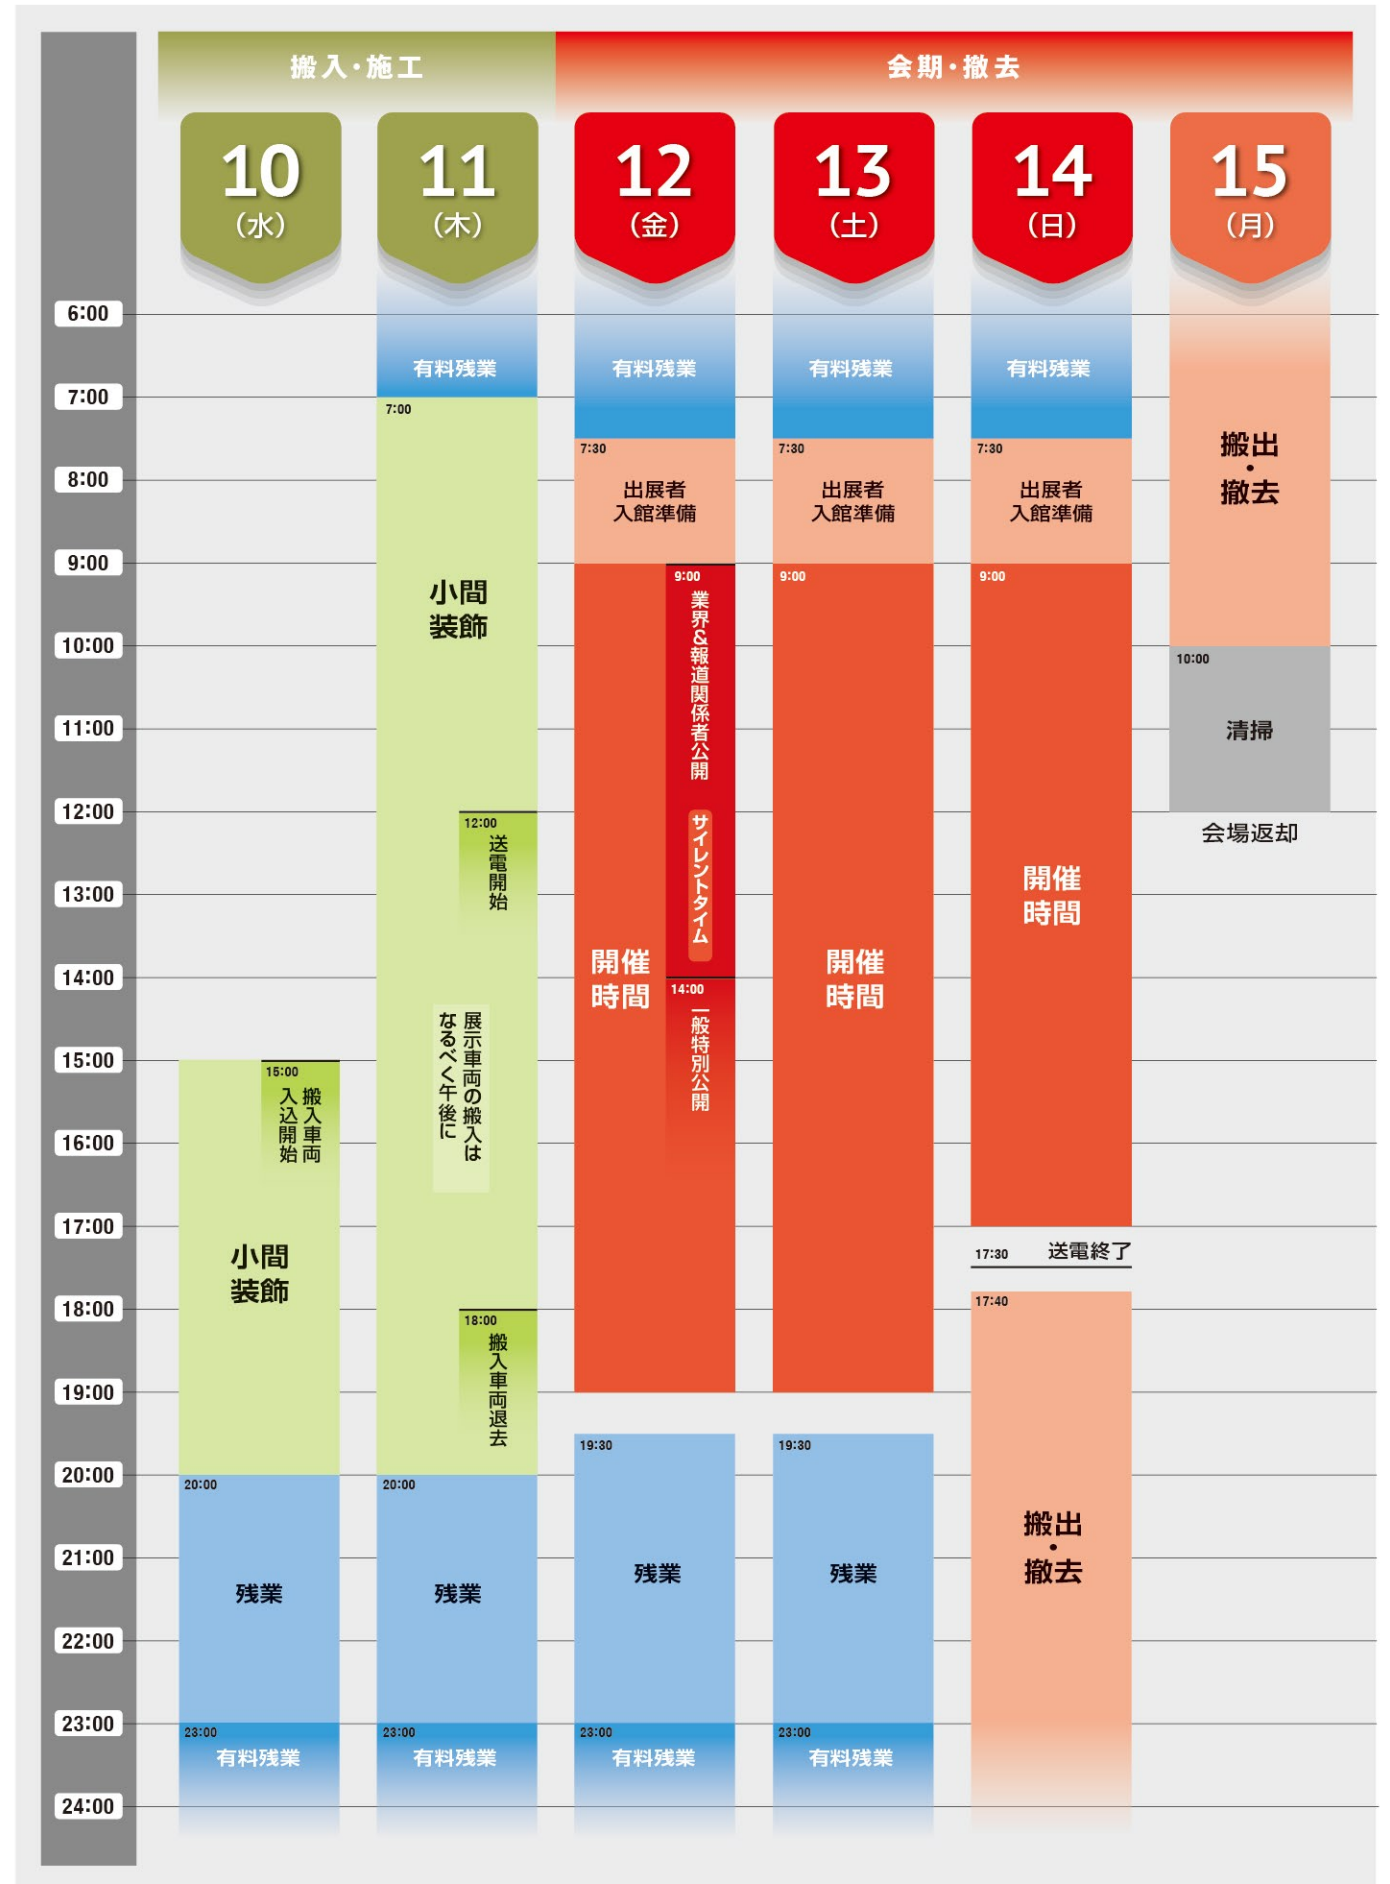 搬入・施工
会期・撤去
10
(水)
11
(木)
12
(金)
13
(土)
14
(日)
15
(月)
6:00
7:00
8:00
9:00
10:00
11:00
12:00
13:00
14:00
15:00
16:00
17:00
18:00
19:00
20:00
21:00
22:00
23:00
24:00
15:00
搬入車両
入込開始
小間
装飾
20:00
残業
23:00
有料残業
有料残業
7:00
小間
装飾
12:00
送電開始
展示車両の搬入は
なるべく午後に
18:00
搬入車両退去
20:00
残業
23:00
有料残業
有料残業
7:30
出展者
入館準備
9:00
業界&報道関係者公開
サイレントタイム
開催
時間
14:00
一般特別公開
19:30
残業
23:00
有料残業
有料残業
7:30
出展者
入館準備
9:00
開催
時間
19:30
残業
23:00
有料残業
有料残業
7:30
出展者
入館準備
9:00
開催
時間
17:30 送電終了
17:40
搬出
・
撤去
搬出
・
撤去
10:00
清掃
会場返却